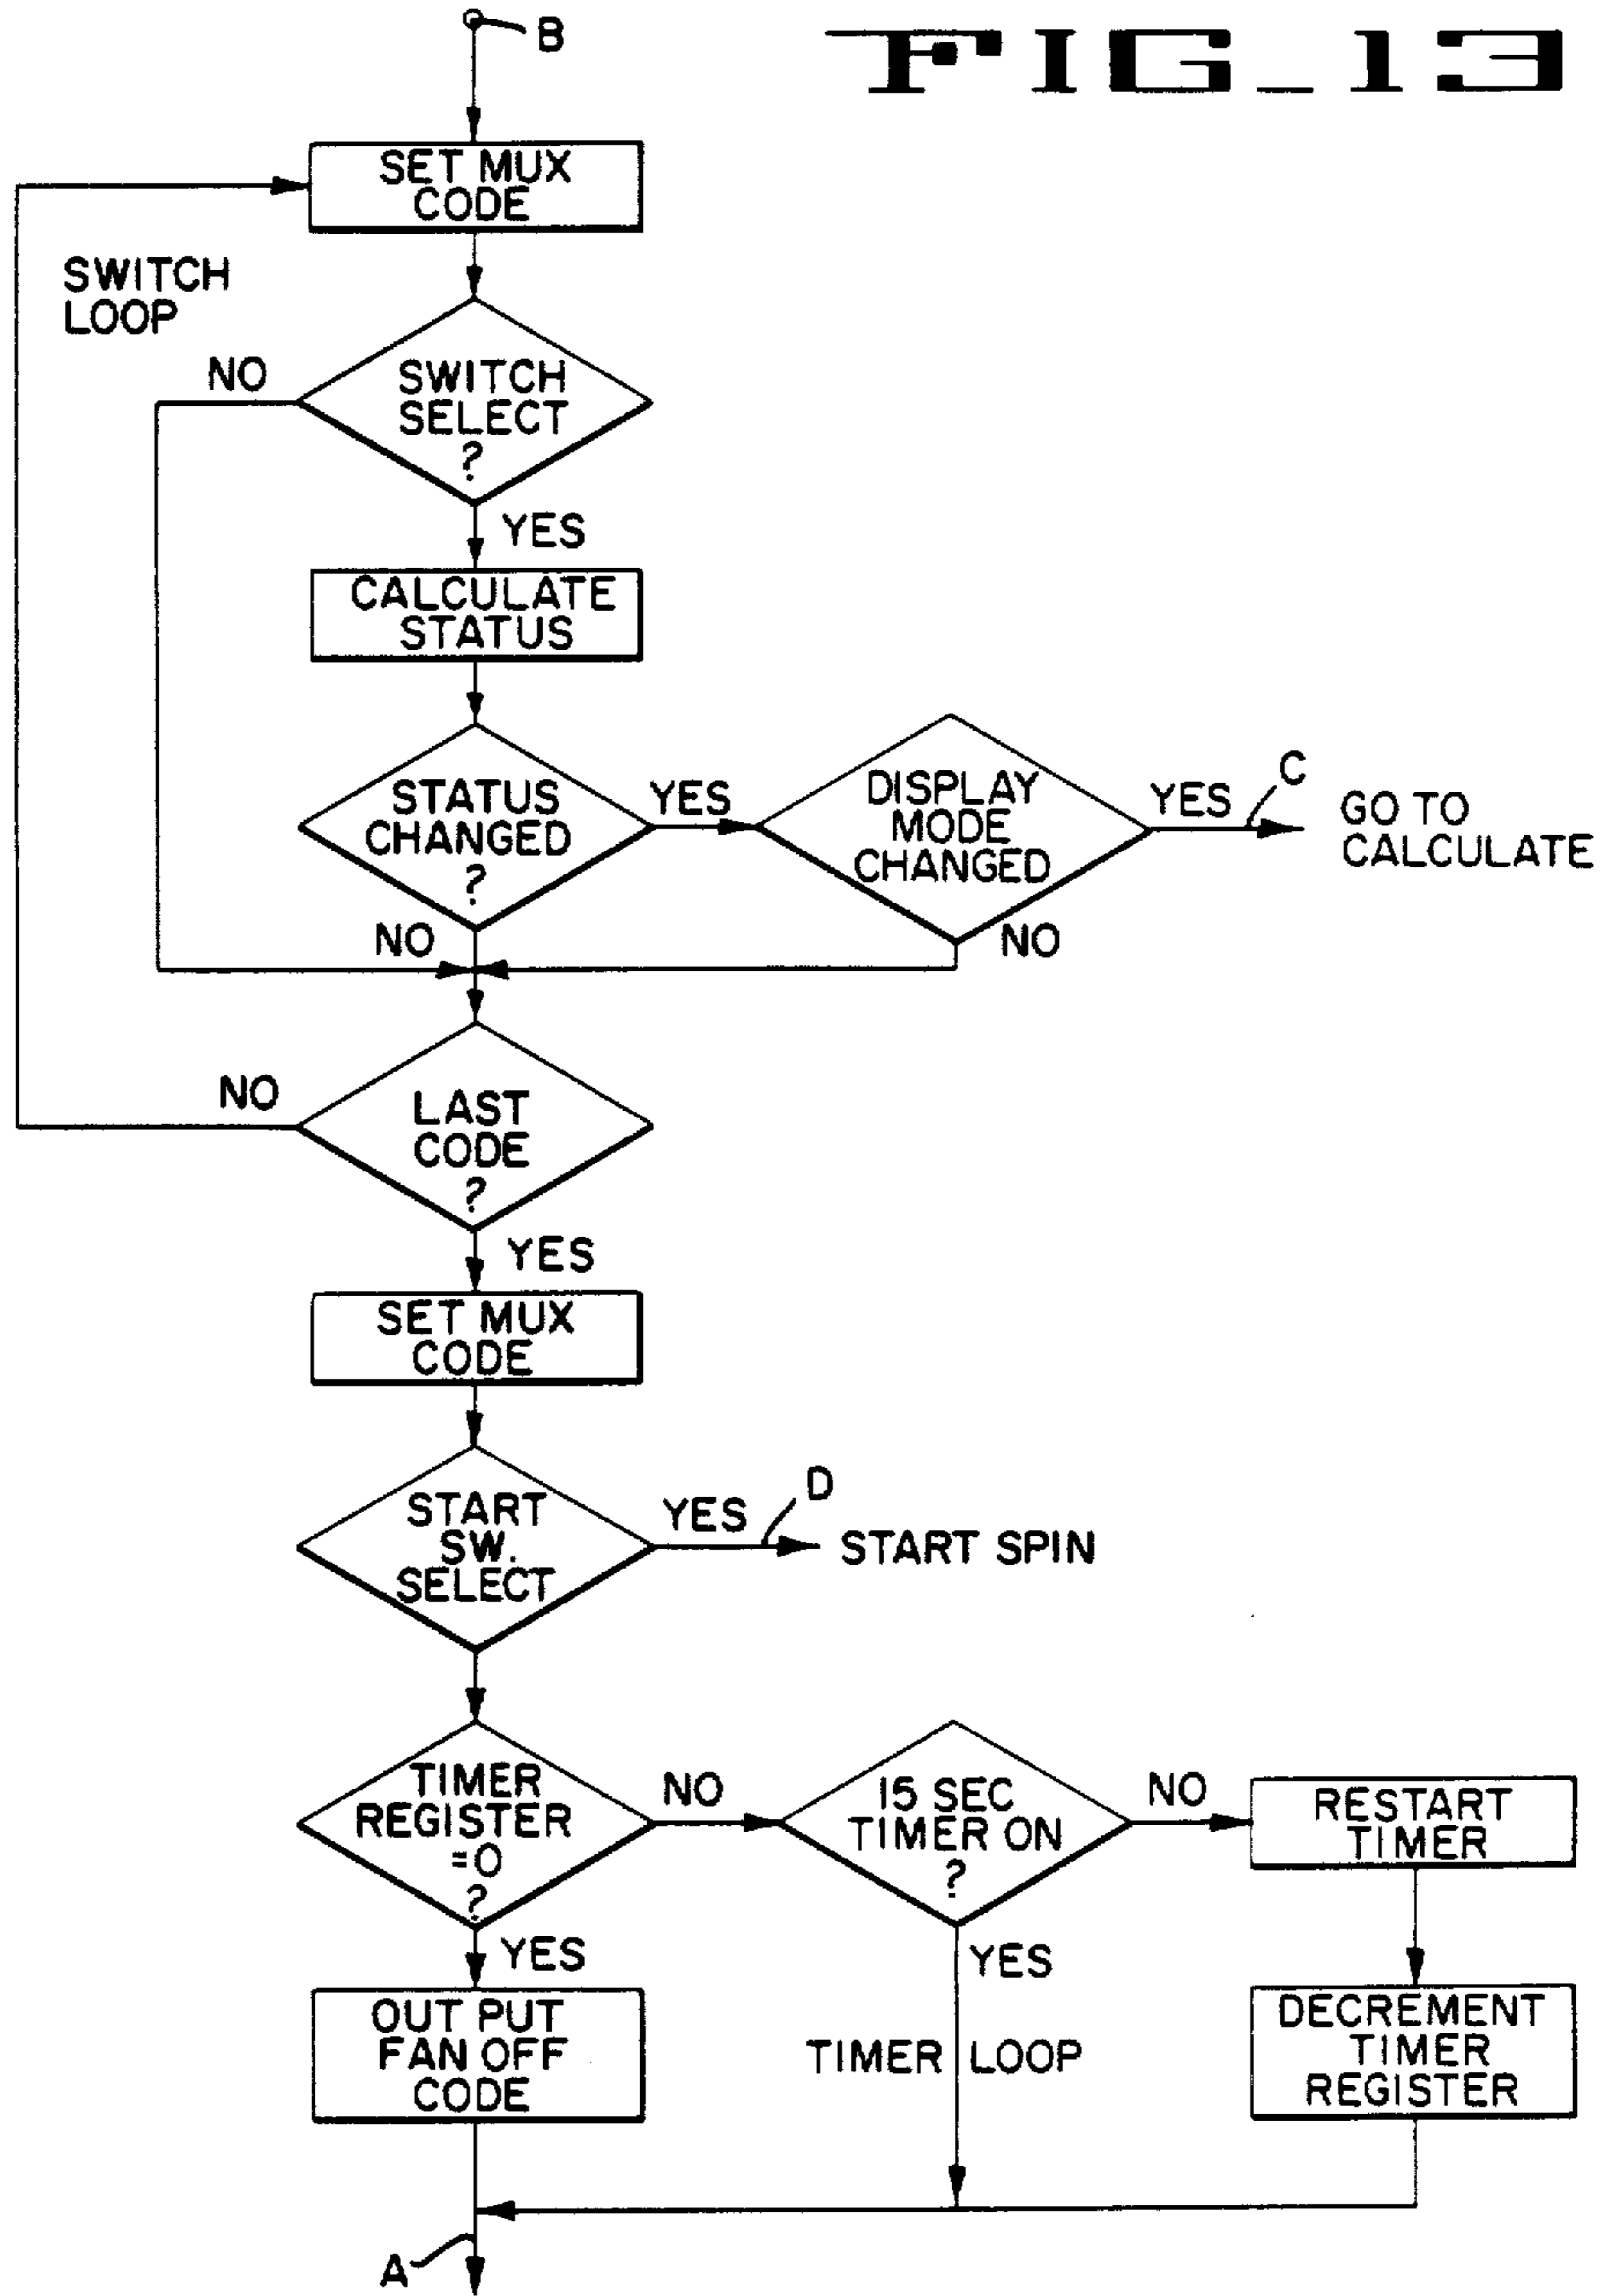 B
FIG_13
SET MUX
CODE
SWITCH
LOOP
NO
SWITCH
SELECT
?
YES
CALCULATE
STATUS
STATUS
CHANGED
?
YES
DISPLAY
MODE
CHANGED
YES
C
GO TO
CALCULATE
NO
NO
NO
LAST
CODE
?
YES
SET MUX
CODE
START
SW.
SELECT
YES
D
START SPIN
TIMER
REGISTER
=0
?
NO
15 SEC
TIMER ON
?
NO
RESTART
TIMER
YES
YES
OUT PUT
FAN OFF
CODE
TIMER LOOP
DECREMENT
TIMER
REGISTER
A